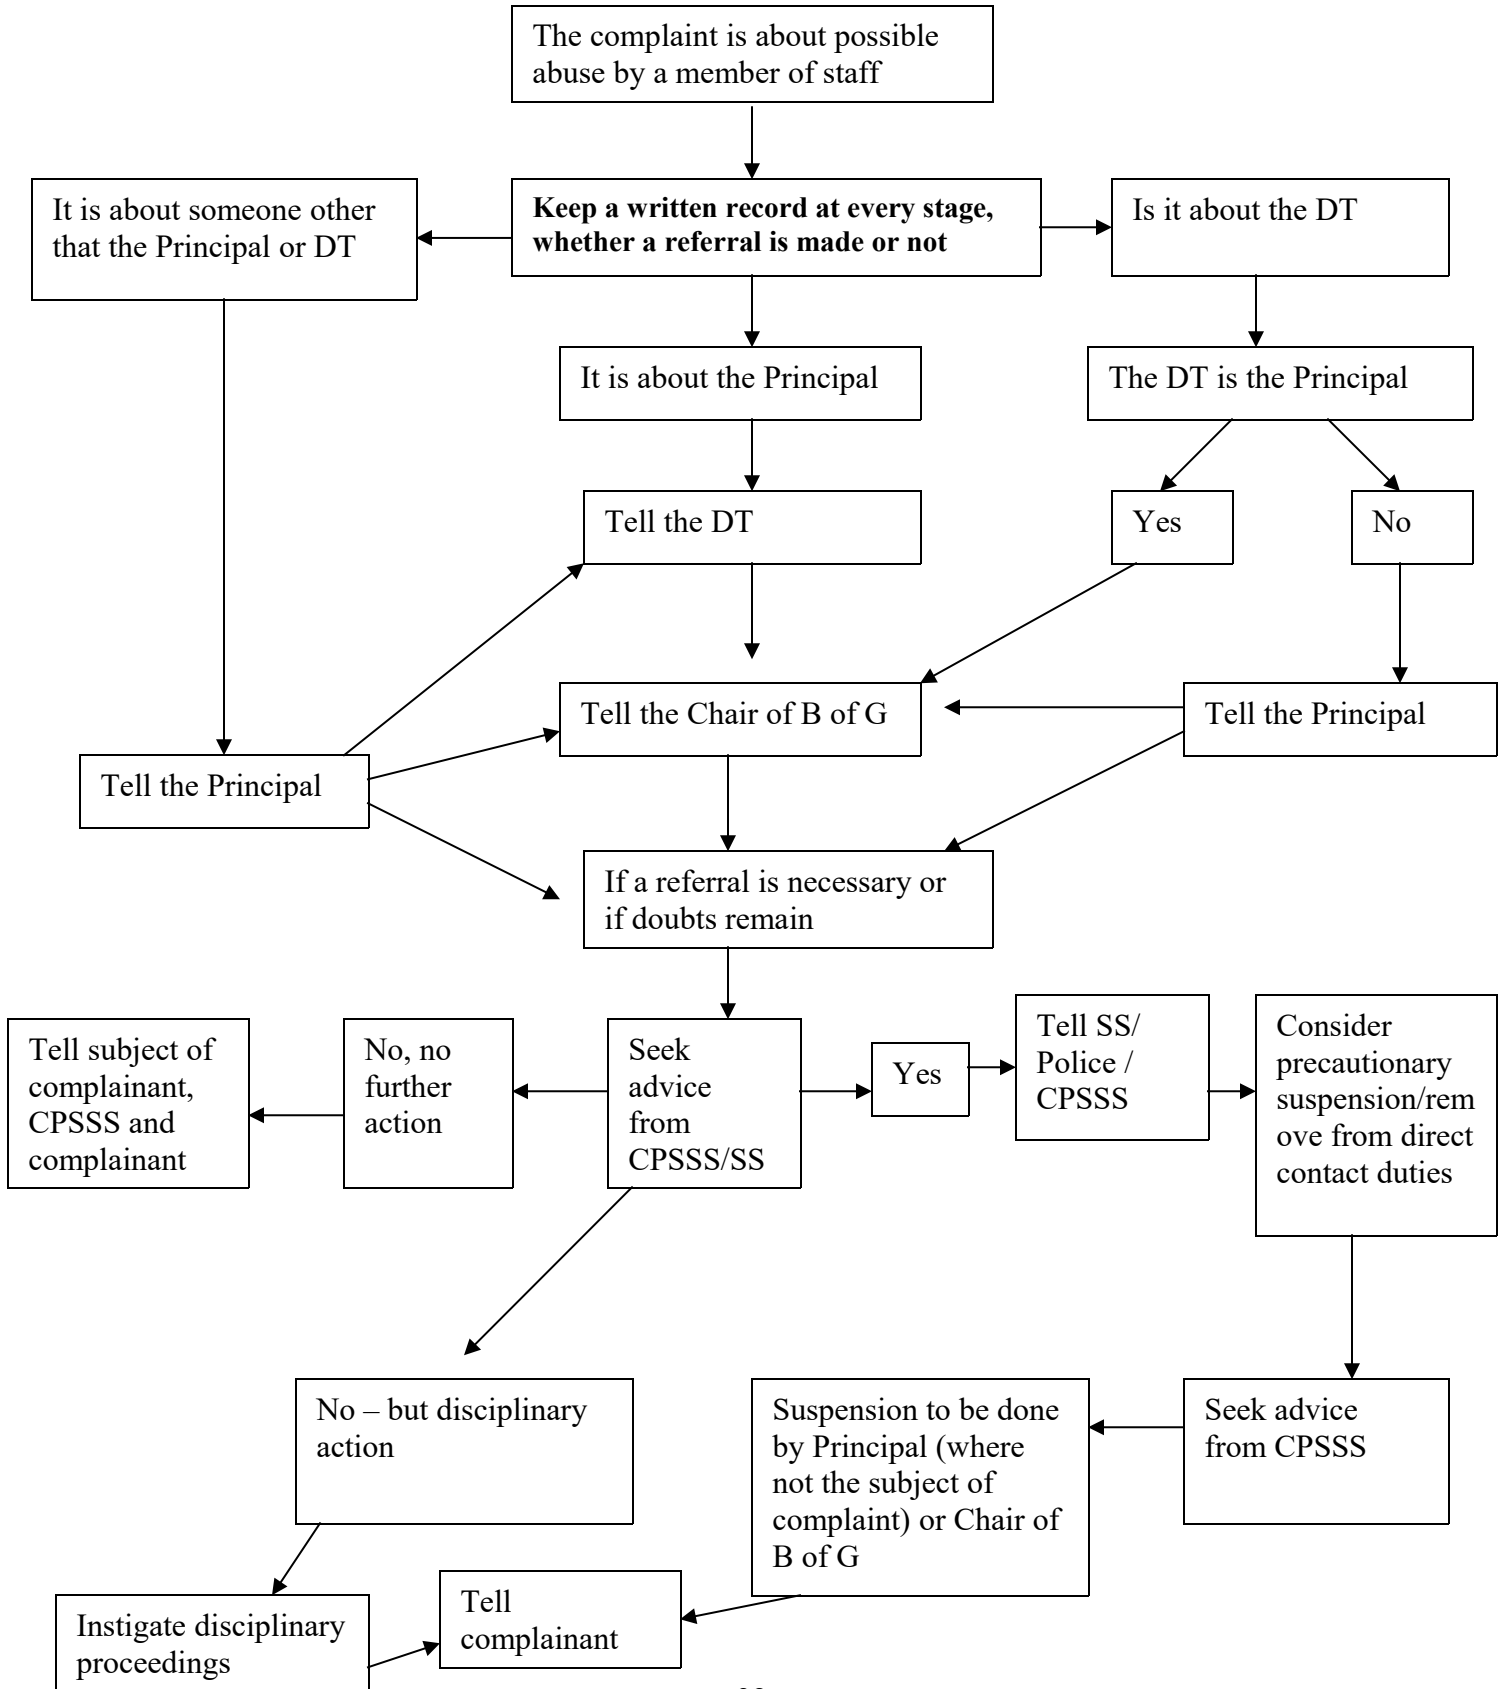 The complaint is about possible
abuse by a member of staff
It is about someone other
that the Principal or DT
Keep a written record at every stage,
whether a referral is made or not
Is it about the DT
It is about the Principal
The DT is the Principal
Tell the DT
Yes
No
Tell the Chair of B of G
Tell the Principal
Tell the Principal
If a referral is necessary or
if doubts remain
Tell subject of
complainant,
CPSSS and
complainant
No, no
further
action
Seek
advice
from
CPSSS/SS
Yes
Tell SS/
Police /
CPSSS
Consider
precautionary
suspension/rem
ove from direct
contact duties
No – but disciplinary
action
Suspension to be done
by Principal (where
not the subject of
complaint) or Chair of
B of G
Seek advice
from CPSSS
Instigate disciplinary
proceedings
Tell
complainant